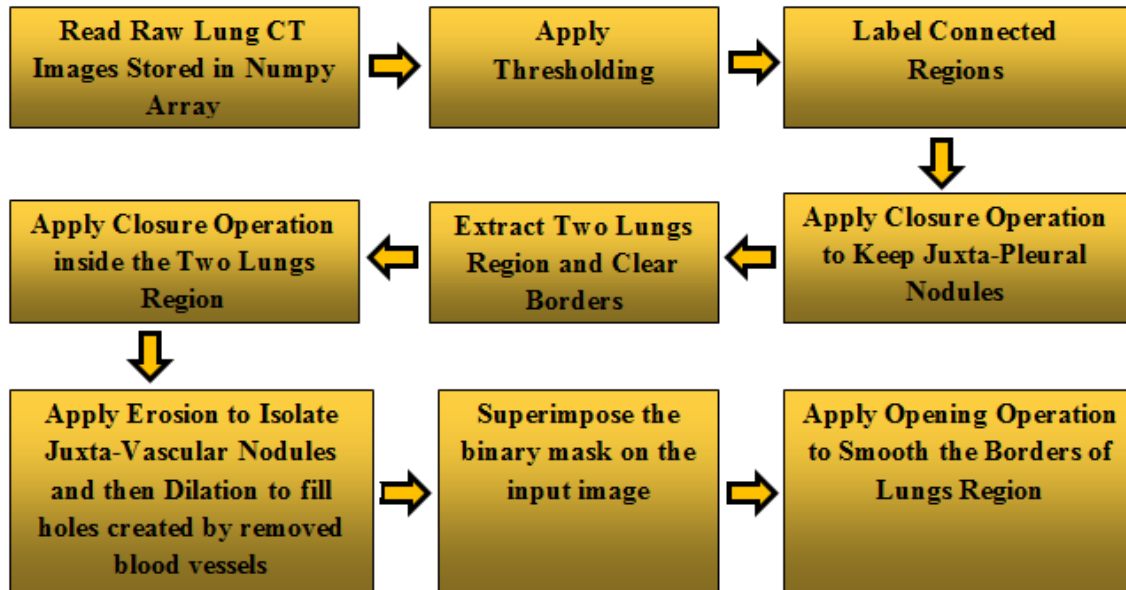 Read Raw Lung CT
Images Stored in Numpy
Array
Apply
Thresholding
Label Connected
Regions
Apply Closure Operation
to Keep Juxta-Pleural
Nodules
Extract Two Lungs
Region and Clear
Borders
Apply Closure Operation
inside the Two Lungs
Region
Apply Erosion to Isolate
Juxta-Vascular Nodules
and then Dilation to fill
holes created by removed
blood vessels
Superimpose the
binary mask on the
input image
Apply Opening Operation
to Smooth the Borders of
Lungs Region